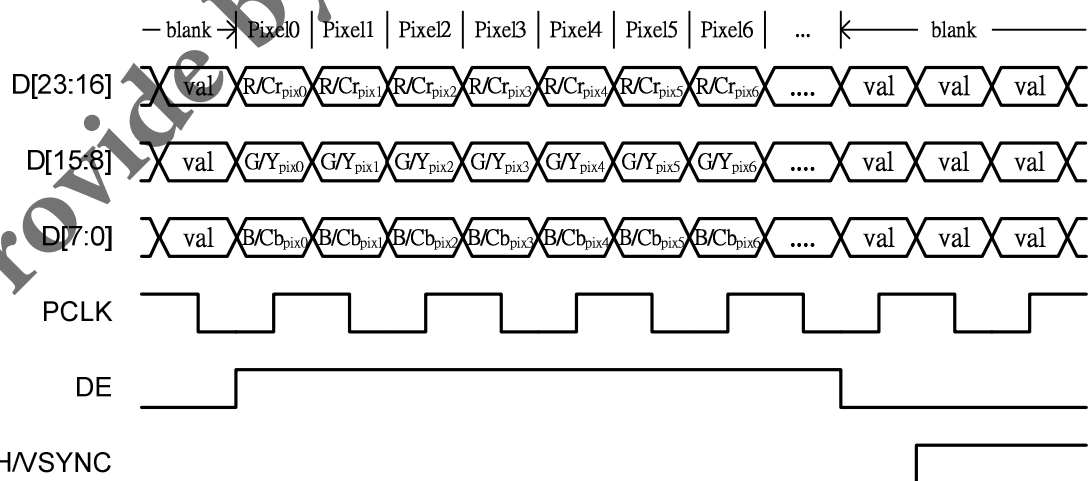 blank Pixel0 Pixel1 Pixel2 Pixel3 Pixel4 Pixel5 Pixel6 ... blank
D[23:16] val R/Crpix0 R/Crpix1 R/Crpix2 R/Crpix3 R/Crpix4 R/Crpix5 R/Crpix6 .... val val val
D[15:8] val G/Ypix0 G/Ypix1 G/Ypix2 G/Ypix3 G/Ypix4 G/Ypix5 G/Ypix6 .... val val val
D[7:0] val B/Cbpix0 B/Cbpix1 B/Cbpix2 B/Cbpix3 B/Cbpix4 B/Cbpix5 B/Cbpix6 .... val val val
PCLK
DE
H/VSYNC
rovide by